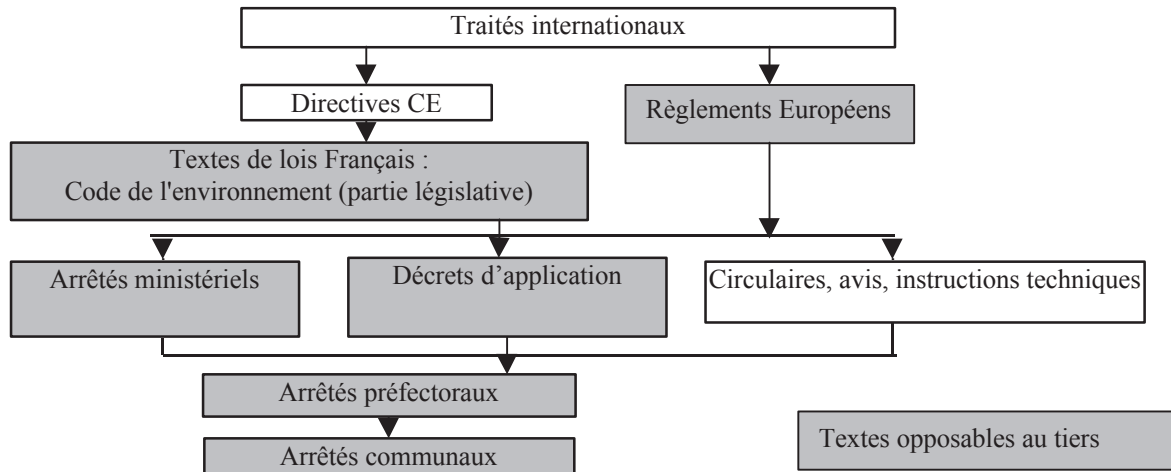 Traités internationaux
Directives CE
Règlements Européens
Textes de lois Français :
Code de l'environnement (partie législative)
Arrêtés ministériels
Décrets d’application
Circulaires, avis, instructions techniques
Arrêtés préfectoraux
Arrêtés communaux
Textes opposables au tiers